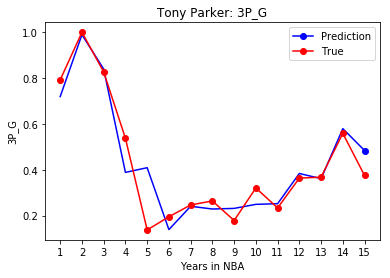 Tony Parker: 3P_G
Prediction
True
3P_G
1.0
0.8
0.6
0.4
0.2
1 2 3 4 5 6 7 8 9 10 11 12 13 14 15
Years in NBA